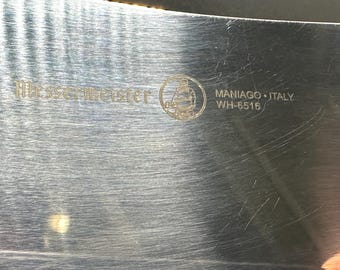 Messermeister
MANIAGO • ITALY
WH-6516